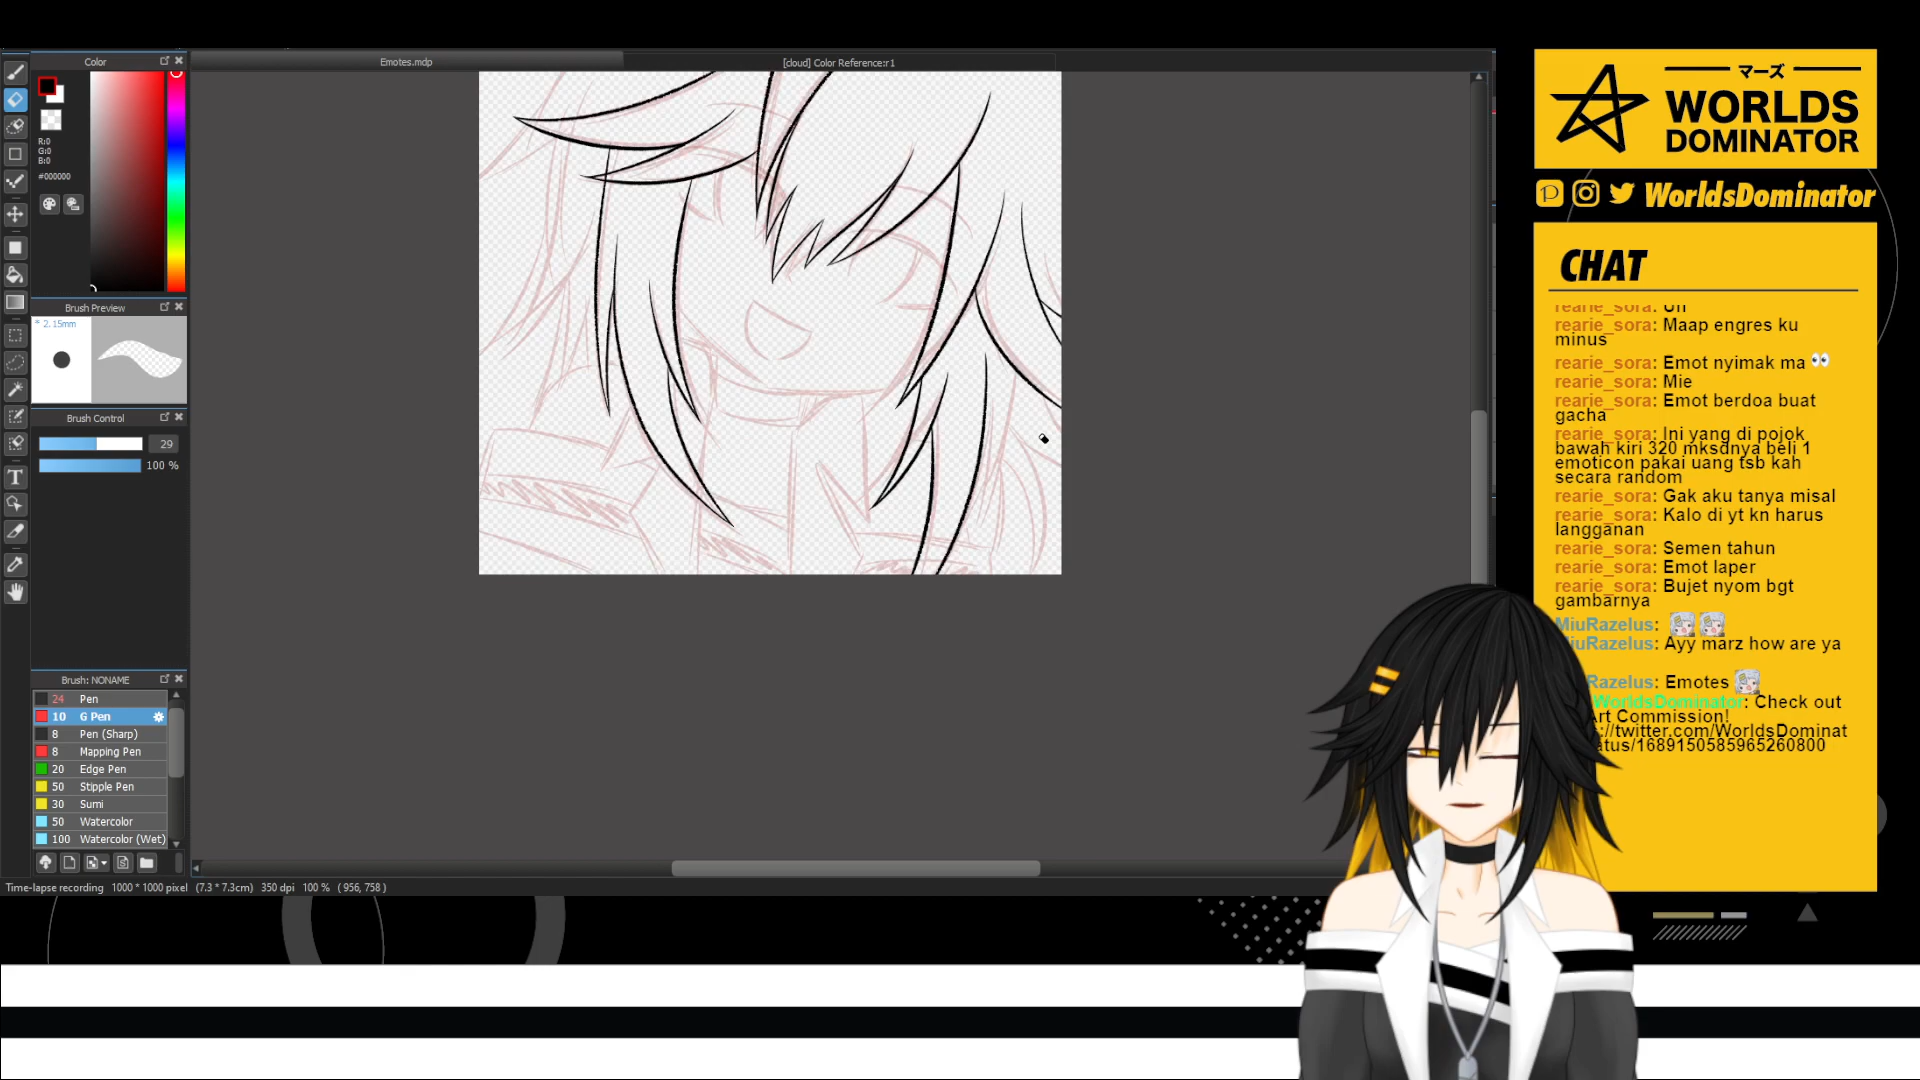 Color
Emotes.mdp
[cloud] Color Reference:r1
R:0
G:0
B:0
#000000
Brush Preview
* 2.15mm
Brush Control
29
100 %
Brush: NONAME
24 Pen
10 G Pen
8 Pen (Sharp)
8 Mapping Pen
20 Edge Pen
50 Stipple Pen
30 Sumi
50 Watercolor
100 Watercolor (Wet)
Time-lapse recording 1000 * 1000 pixel (7.3 * 7.3cm) 350 dpi 100 % ( 956, 758 )
マーズ
WORLDS
DOMINATOR
WorldsDominator
CHAT
rearie_sora: Un
rearie_sora: Maap engres ku
minus
rearie_sora: Emot nyimak ma 👀
rearie_sora: Mie
rearie_sora: Emot berdoa buat
gacha
rearie_sora: Ini yang di pojok
bawah kiri 320 mksdnya beli 1
emoticon pakai uang tsb kah
secara random
rearie_sora: Gak aku tanya misal
rearie_sora: Kalo di yt kn harus
langganan
rearie_sora: Semen tahun
rearie_sora: Emot laper
rearie_sora: Bujet nyom bgt
gambarnya
MiuRazelus:
iuRazelus: Ayy marz how are ya
Razelus: Emotes
WorldsDominator: Check out
Art Commission!
://twitter.com/WorldsDominat
atus/1689150585965260800